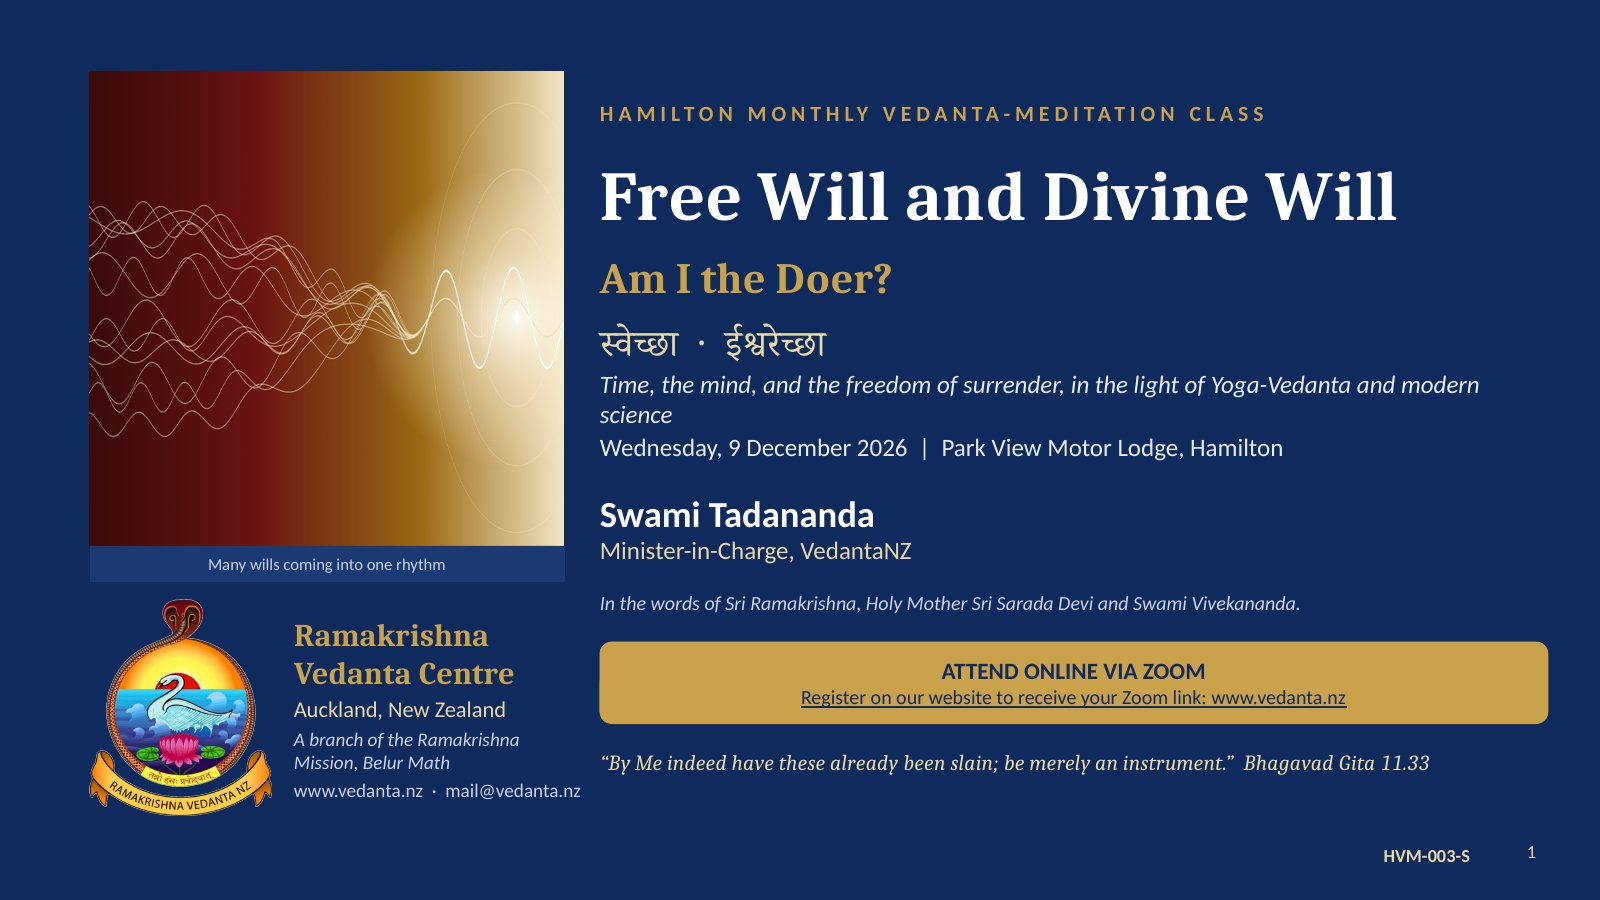 HAMILTON MONTHLY VEDANTA-MEDITATION CLASS
Free Will and Divine Will
Am I the Doer?
स्वेच्छा · ईश्वरेच्छा
Time, the mind, and the freedom of surrender, in the light of Yoga-Vedanta and modern
science
Wednesday, 9 December 2026 | Park View Motor Lodge, Hamilton
Swami Tadananda
Minister-in-Charge, VedantaNZ
In the words of Sri Ramakrishna, Holy Mother Sri Sarada Devi and Swami Vivekananda.
ATTEND ONLINE VIA ZOOM
Register on our website to receive your Zoom link: www.vedanta.nz
“By Me indeed have these already been slain; be merely an instrument.” Bhagavad Gita 11.33
Many wills coming into one rhythm
तन्नो हंसः प्रचोदयात्
RAMAKRISHNA VEDANTA NZ
Ramakrishna
Vedanta Centre
Auckland, New Zealand
A branch of the Ramakrishna
Mission, Belur Math
www.vedanta.nz · mail@vedanta.nz
HVM-003-S
1